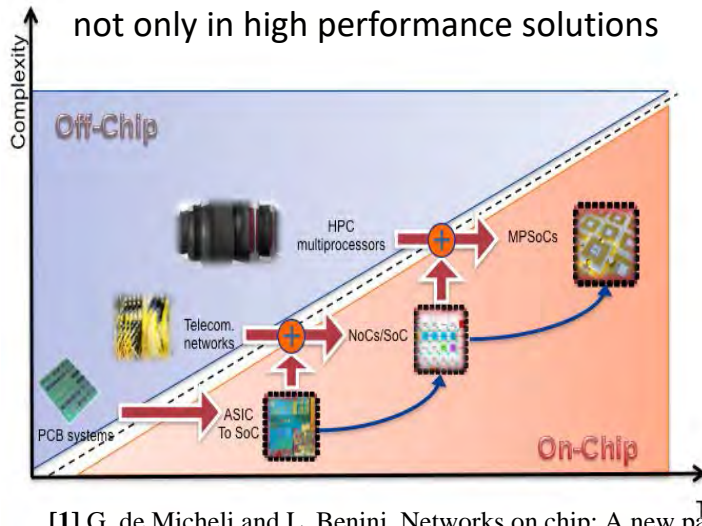 not only in high performance solutions
Complexity
Off-Chip
HPC
multiprocessors
MPSoCs
Telecom.
networks
NoCs/SoC
PCB systems
ASIC
To SoC
On-Chip
[1] G. de Micheli and L. Benini. Networks on chip: A new